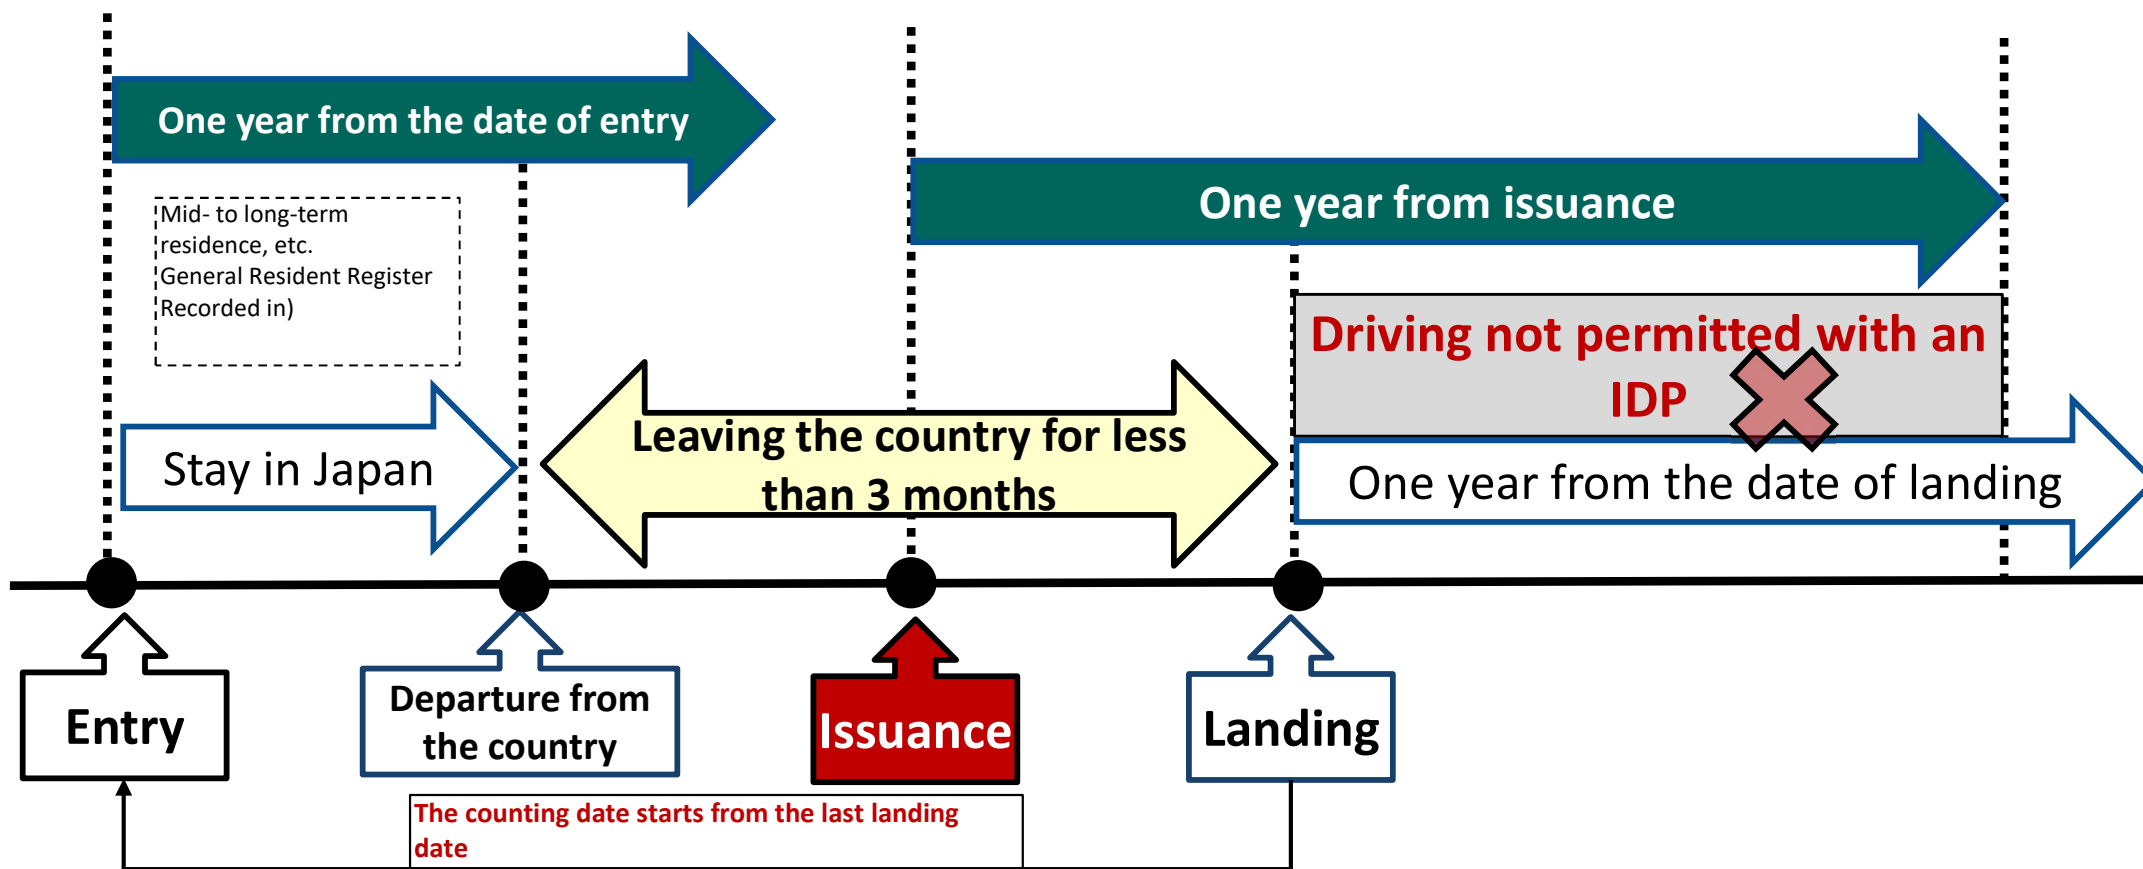 One year from the date of entry
One year from issuance
Mid- to long-term
residence, etc.
General Resident Register
Recorded in)
Driving not permitted with an
IDP
Stay in Japan
Leaving the country for less
than 3 months
One year from the date of landing
Entry
Departure from
the country
Issuance
Landing
The counting date starts from the last landing
date